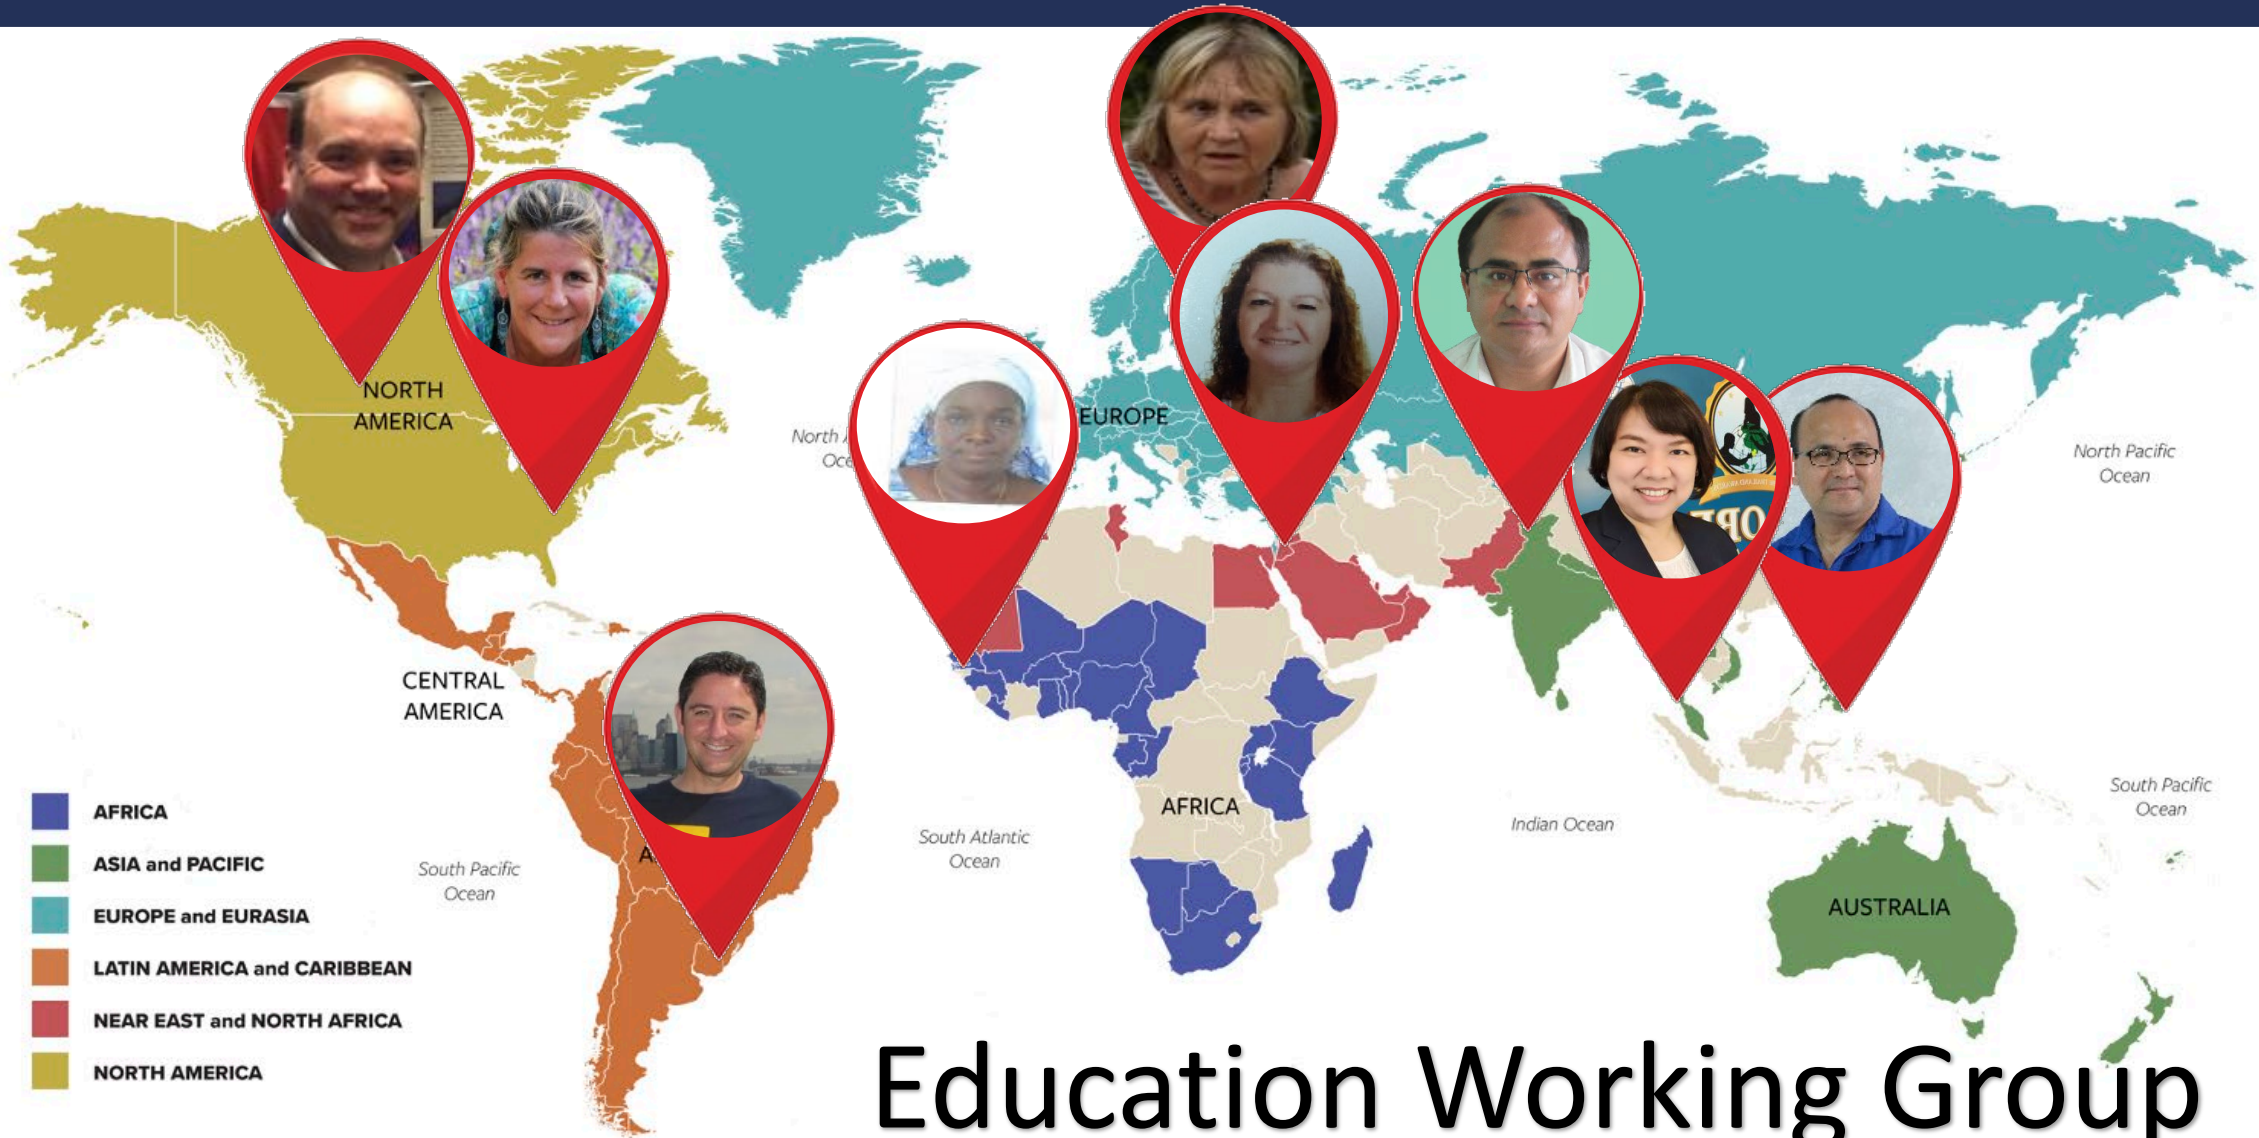 NORTH
AMERICA
EUROPE
North
North Pacific
Ocean
CENTRAL
AMERICA
AFRICA
South Atlantic
Ocean
Indian Ocean
South Pacific
Ocean
South Pacific
Ocean
AUSTRALIA
AFRICA
ASIA and PACIFIC
EUROPE and EURASIA
LATIN AMERICA and CARIBBEAN
NEAR EAST and NORTH AFRICA
NORTH AMERICA
Education Working Group